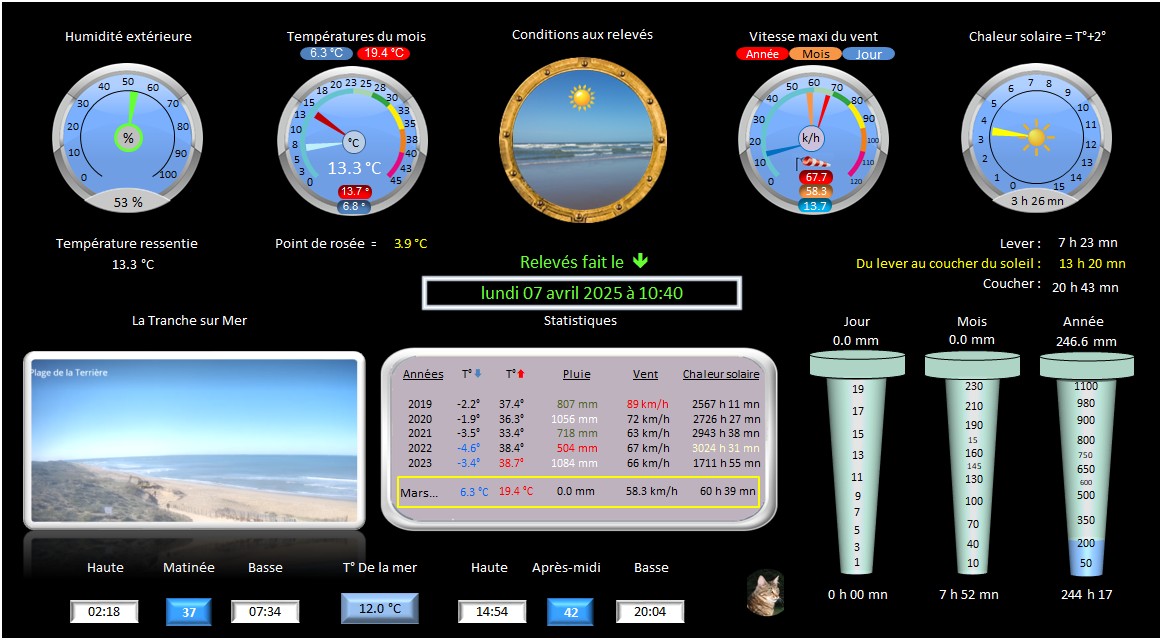 Humidité extérieure
Températures du mois
6.3 °C 19.4 °C
Conditions aux relevés
Vitesse maxi du vent
Année Mois Jour
Chaleur solaire = T°+2°
0 10 20 30 40 50 60 70 80 90 100
%
53 %
0 3 5 8 10 13 15 18 20 23 25 28 30 33 35 38 40 43 45
°C
13.3 °C
13.7 °
6.8 °
0 10 20 30 40 50 60 70 80 90 100 110 120
k/h
67.7
58.3
13.7
0 1 2 3 4 5 6 7 8 9 10 11 12 13 14 15
3 h 26 mn
Température ressentie
13.3 °C
Point de rosée = 3.9 °C
Relevés fait le
lundi 07 avril 2025 à 10:40
Lever : 7 h 23 mn
Du lever au coucher du soleil : 13 h 20 mn
Coucher : 20 h 43 mn
La Tranche sur Mer
Plage de la Terrière
Statistiques
Années T° T° Pluie Vent Chaleur solaire
2019 -2.2° 37.4° 807 mm 89 km/h 2567 h 11 mn
2020 -1.9° 36.3° 1056 mm 72 km/h 2726 h 27 mn
2021 -3.5° 33.4° 718 mm 63 km/h 2943 h 38 mn
2022 -4.6° 38.4° 504 mm 67 km/h 3024 h 31 mn
2023 -3.4° 38.7° 1084 mm 66 km/h 1711 h 55 mn
Mars... 6.3 °C 19.4 °C 0.0 mm 58.3 km/h 60 h 39 mn
Jour
0.0 mm
19
17
15
13
11
9
7
5
3
1
0 h 00 mn
Mois
0.0 mm
230
210
190
15
160
145
130
100
70
40
10
7 h 52 mn
Année
246.6 mm
1100
980
900
800
750
650
600
500
350
200
50
244 h 17
Haute Matinée Basse
02:18 37 07:34
T° De la mer
12.0 °C
Haute Après-midi Basse
14:54 42 20:04